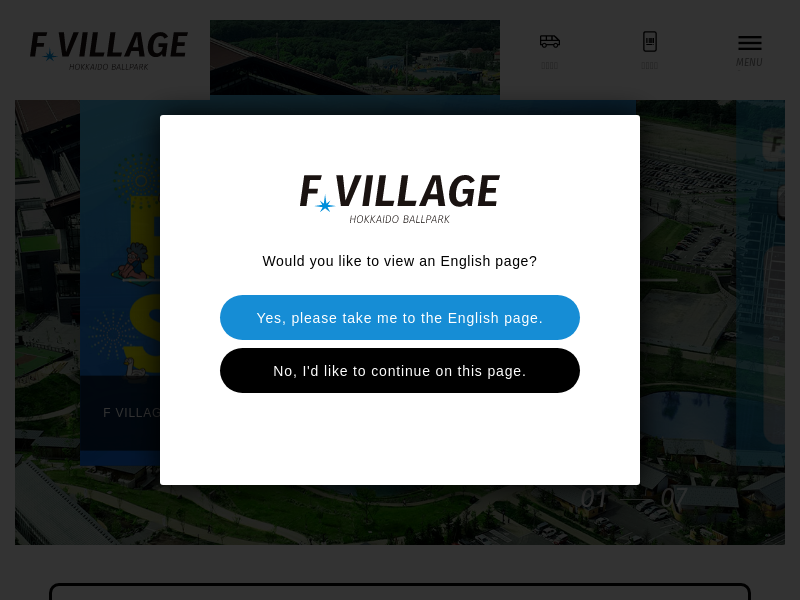 F VILLAGE
HOKKAIDO BALLPARK
MENU
F VILLAGE
HOKKAIDO BALLPARK
Would you like to view an English page?
Yes, please take me to the English page.
No, I'd like to continue on this page.
F VILLAG
01 07